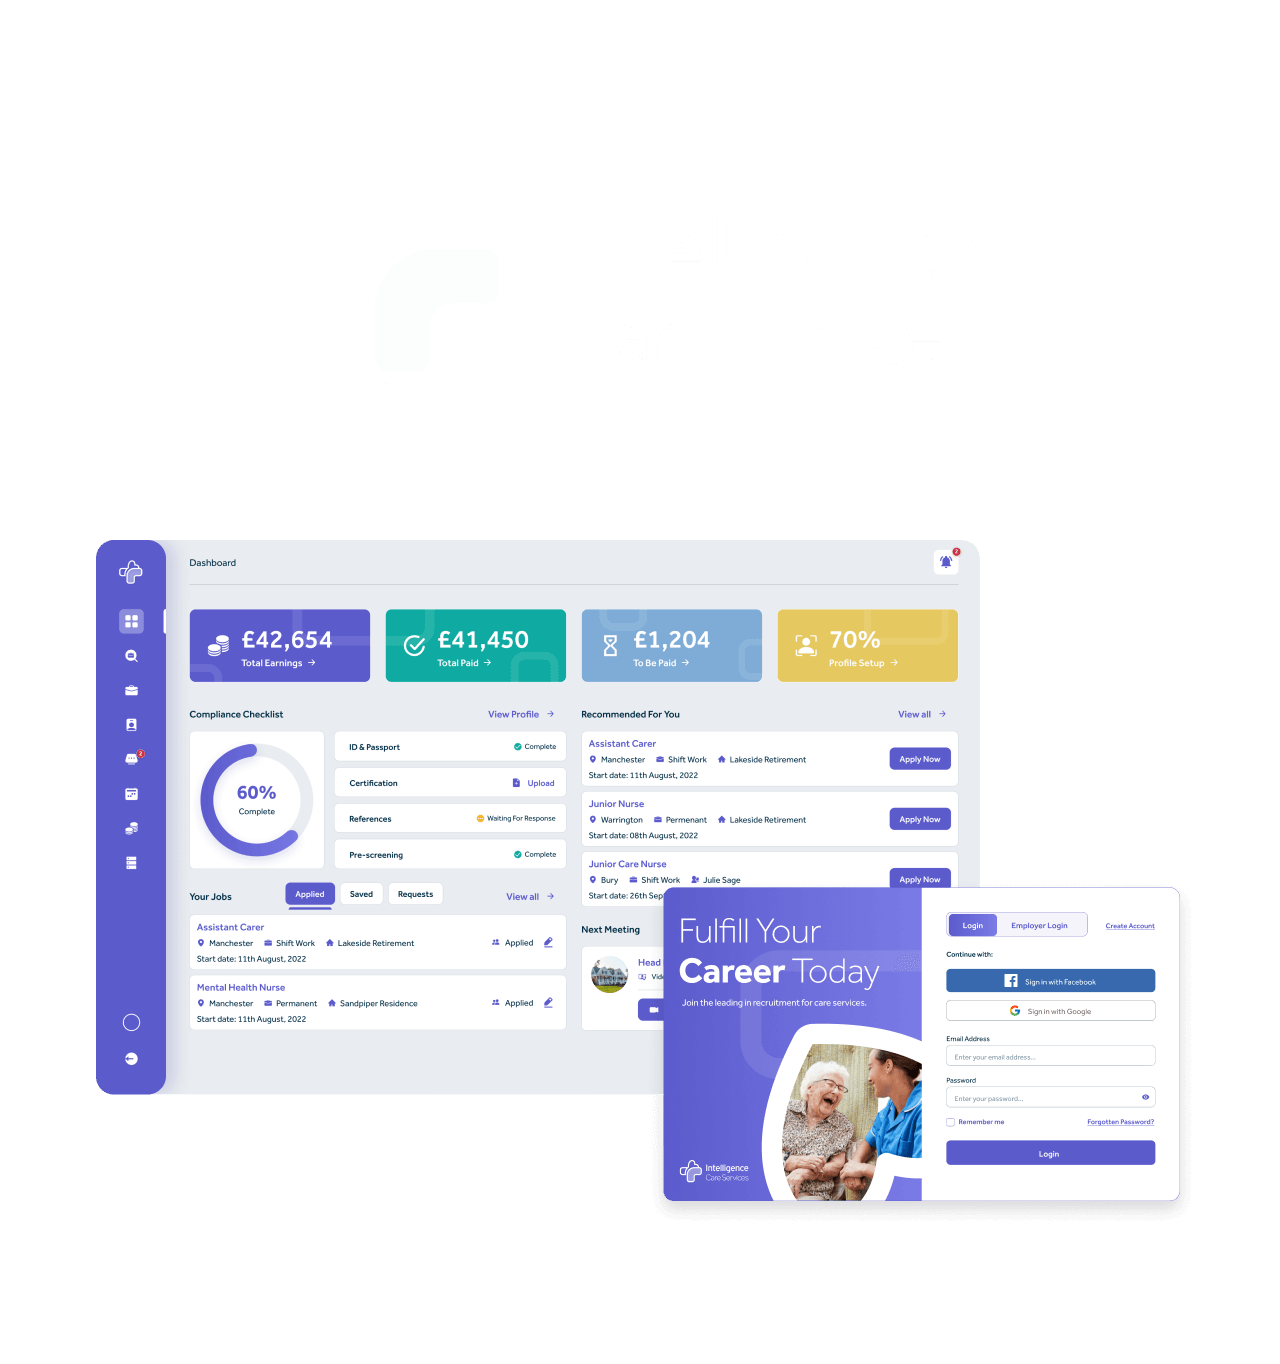 Dashboard
2
£42,654
Total Earnings
£41,450
Total Paid
£1,204
To Be Paid
70%
Profile Setup
2
Compliance Checklist
View Profile
60%
Complete
ID & Passport
Complete
Certification
Upload
References
Waiting For Response
Pre-screening
Complete
Your Jobs
Applied
Saved
Requests
View all
Assistant Carer
Manchester
Shift Work
Lakeside Retirement
Applied
Start date: 11th August, 2022
Mental Health Nurse
Manchester
Permanent
Sandpiper Residence
Applied
Start date: 11th August, 2022
Recommended For You
View all
Assistant Carer
Manchester
Shift Work
Lakeside Retirement
Start date: 11th August, 2022
Apply Now
Junior Nurse
Warrington
Permenant
Lakeside Retirement
Start date: 08th August, 2022
Apply Now
Junior Care Nurse
Bury
Shift Work
Julie Sage
Start date: 26th Sep
Apply Now
Next Meeting
Head
Vid
Fulfill Your
Career Today
Join the leading in recruitment for care services.
Intelligence
Care Services
Login
Employer Login
Create Account
Continue with:
Sign in with Facebook
Sign in with Google
Email Address
Enter your email address...
Password
Enter your password...
Remember me
Forgotten Password?
Login